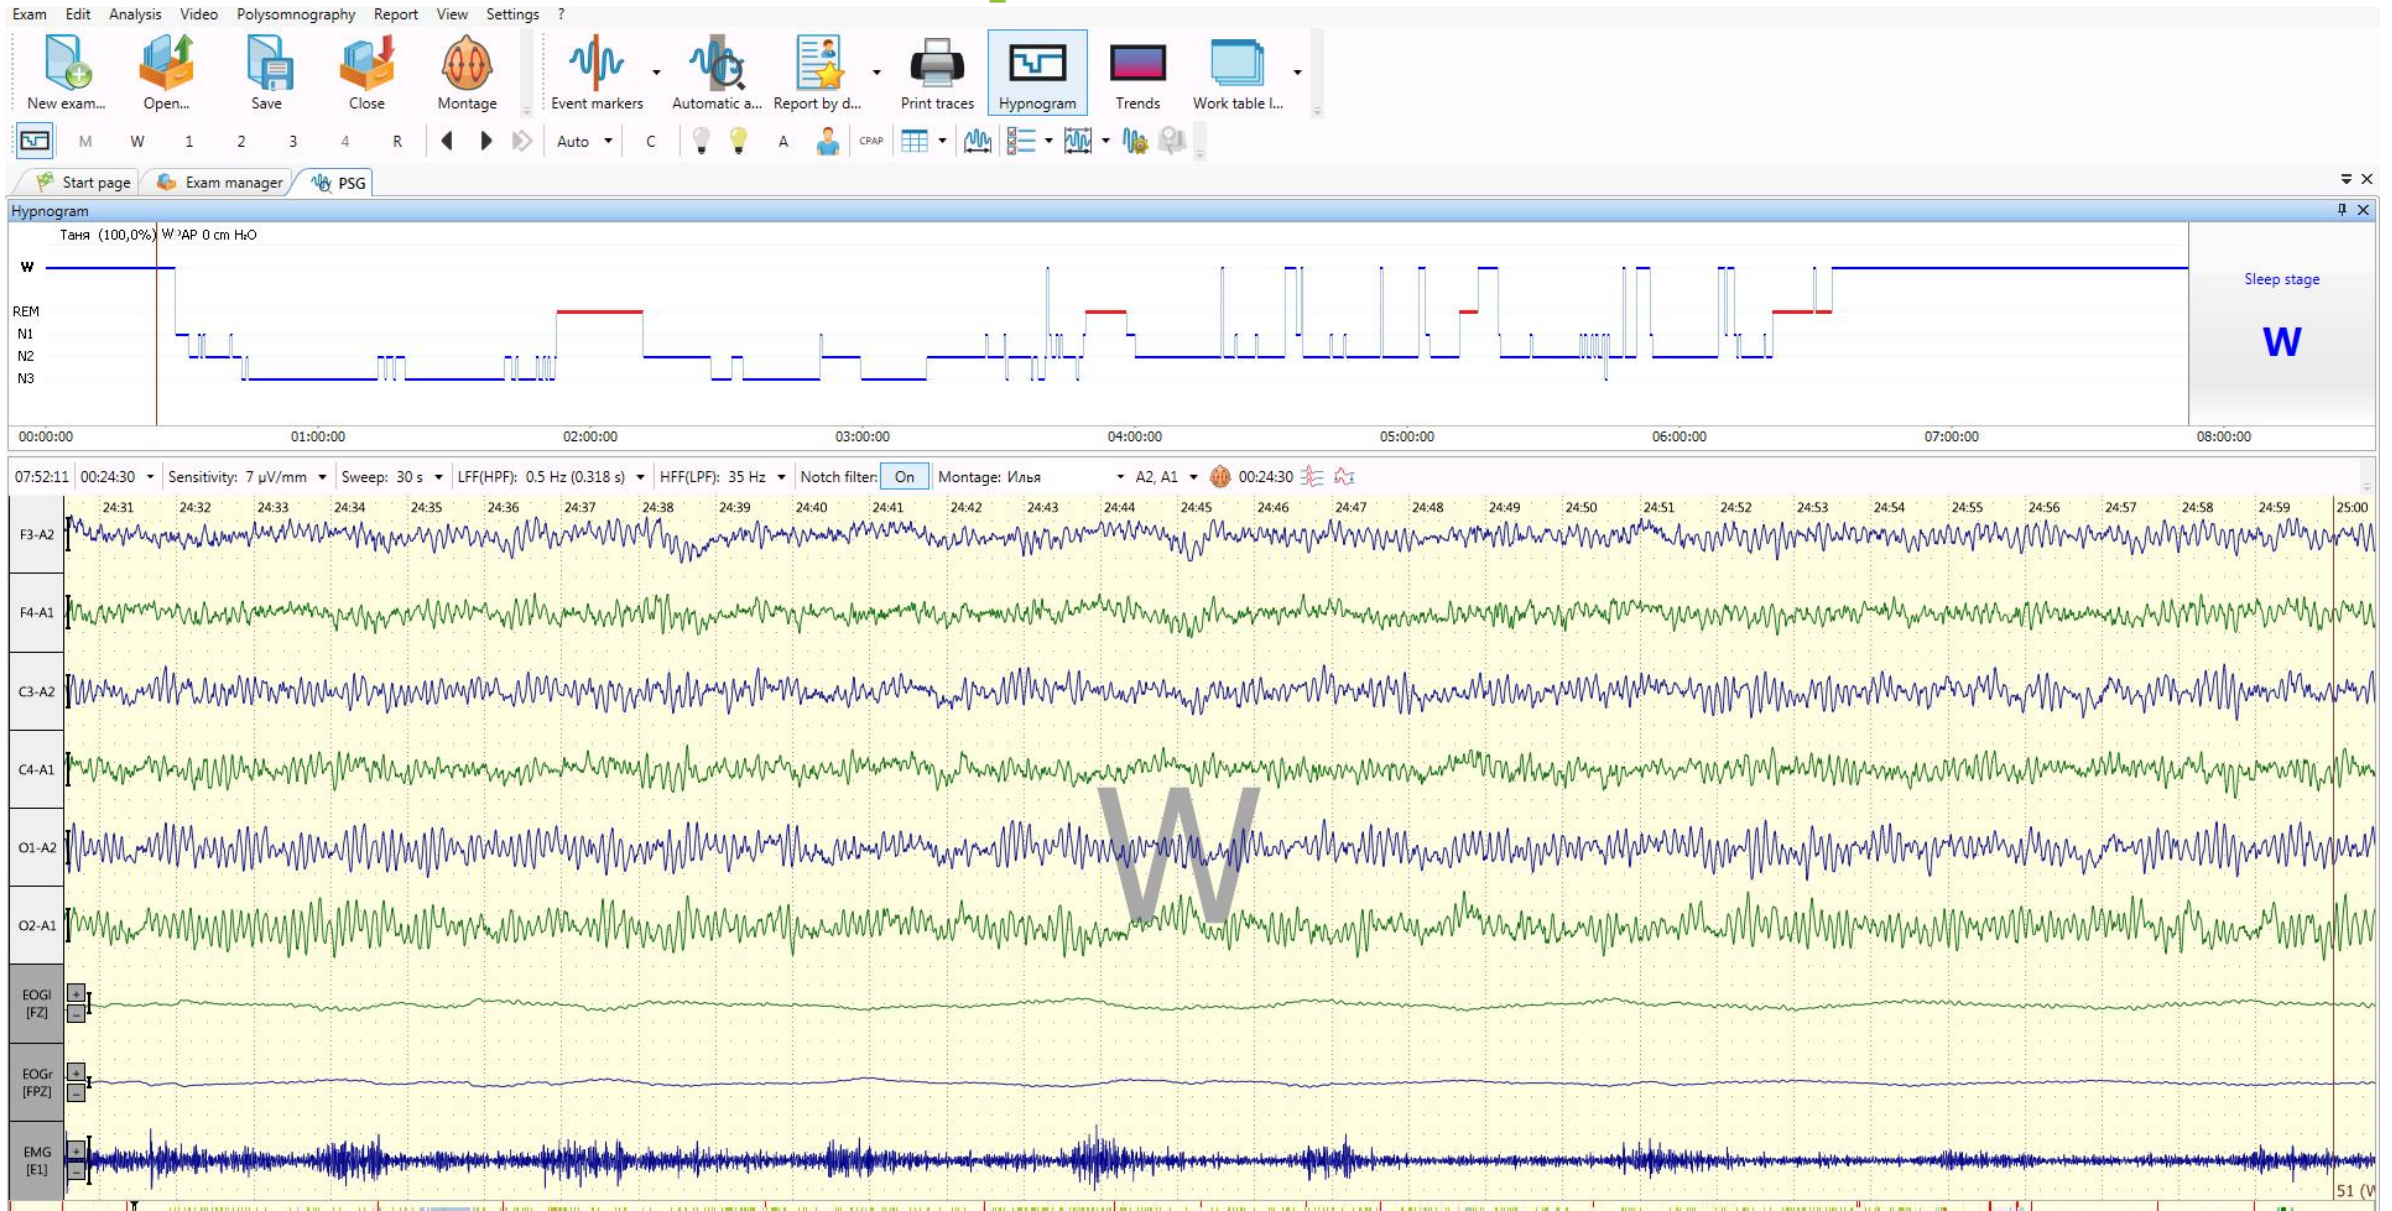 Exam Edit Analysis Video Polysomnography Report View Settings ?
New exam... Open... Save Close Montage Event markers Automatic a... Report by d... Print traces Hypnogram Trends Work table l...
M W 1 2 3 4 R Auto C A CPAP
Start page Exam manager PSG
Hypnogram
Таня (100,0%) W PAP 0 cm H₂O
W
REM
N1
N2
N3
Sleep stage
W
00:00:00 01:00:00 02:00:00 03:00:00 04:00:00 05:00:00 06:00:00 07:00:00 08:00:00
07:52:11 00:24:30 Sensitivity: 7 µV/mm Sweep: 30 s LFF(HPF): 0.5 Hz (0.318 s) HFF(LPF): 35 Hz Notch filter: On Montage: Илья A2, A1 00:24:30
24:31 24:32 24:33 24:34 24:35 24:36 24:37 24:38 24:39 24:40 24:41 24:42 24:43 24:44 24:45 24:46 24:47 24:48 24:49 24:50 24:51 24:52 24:53 24:54 24:55 24:56 24:57 24:58 24:59 25:00
F3-A2
F4-A1
C3-A2
C4-A1
W
O1-A2
O2-A1
EOGl
[FZ]
EOGr
[FPZ]
EMG
[E1]
51 (W